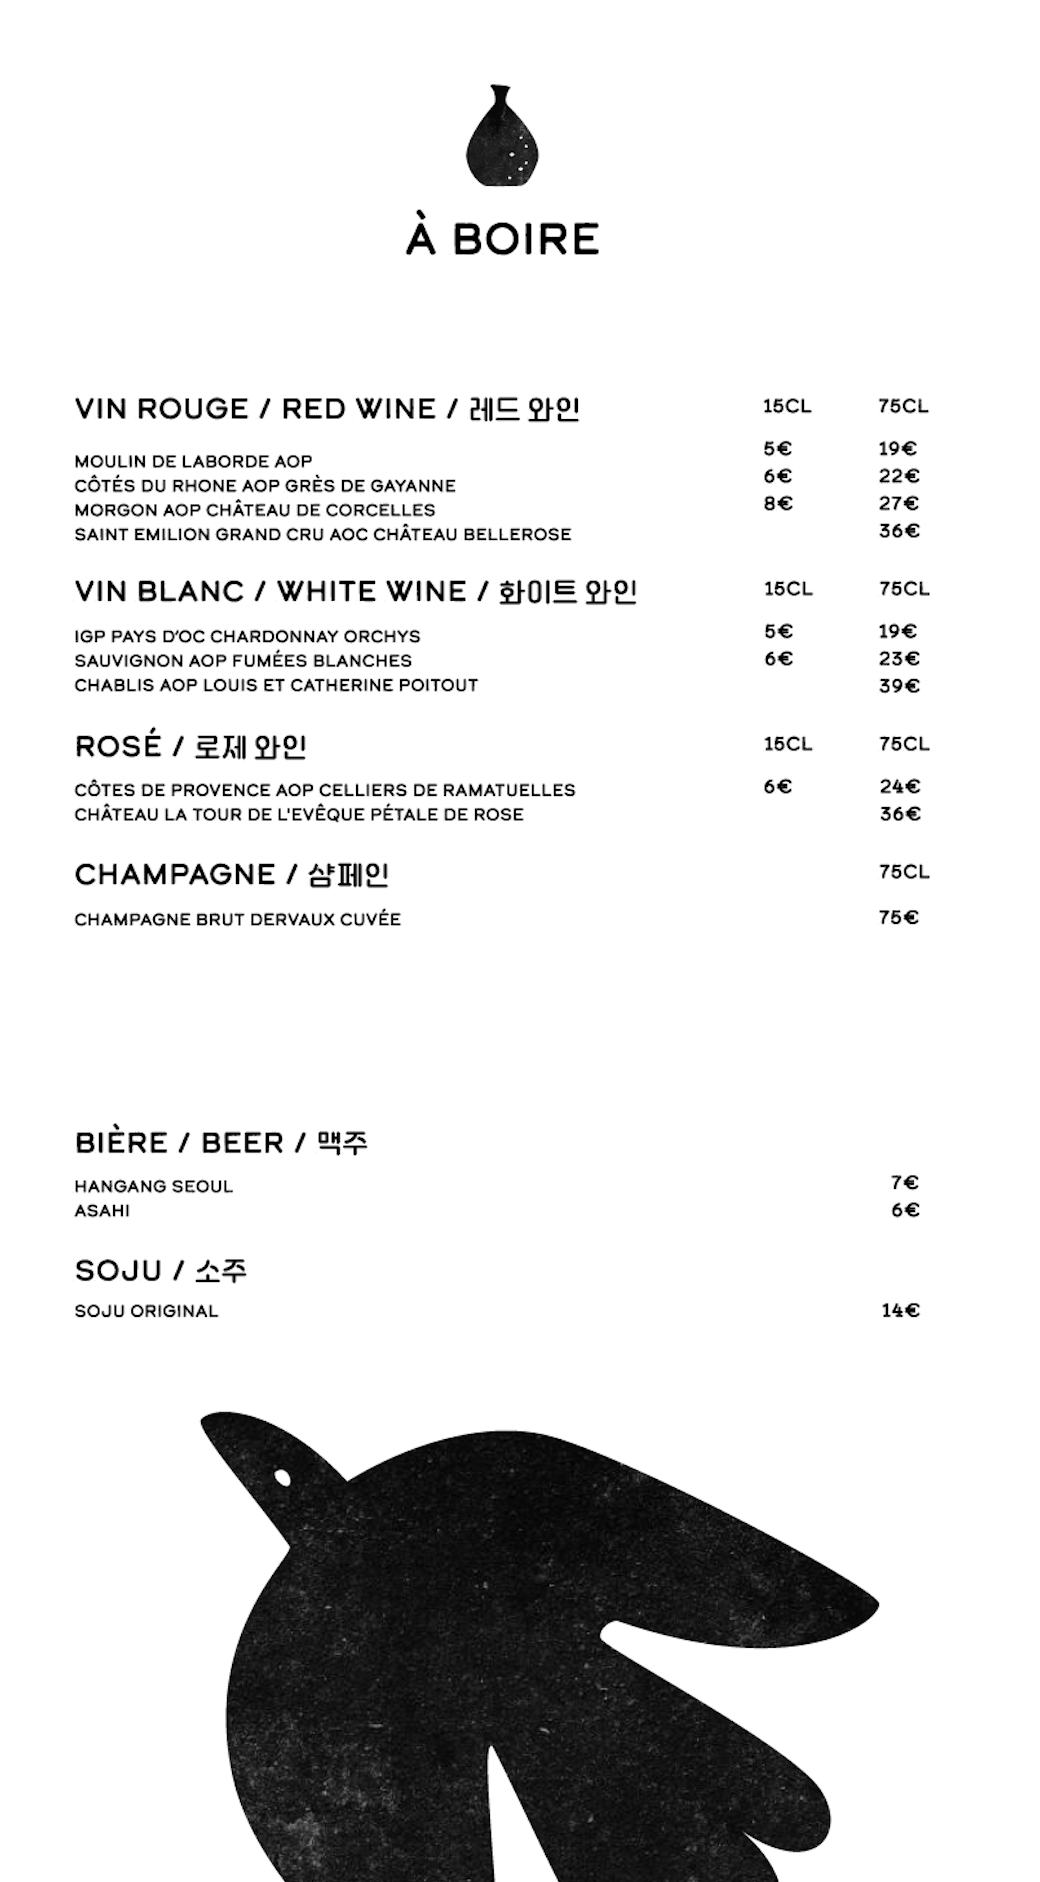 À BOIRE
VIN ROUGE / RED WINE / 레드 와인 15CL 75CL
MOULIN DE LABORDE AOP 5€ 19€
CÔTÉS DU RHONE AOP GRÈS DE GAYANNE 6€ 22€
MORGON AOP CHÂTEAU DE CORCELLES 8€ 27€
SAINT EMILION GRAND CRU AOC CHÂTEAU BELLEROSE 36€
VIN BLANC / WHITE WINE / 화이트 와인 15CL 75CL
IGP PAYS D'OC CHARDONNAY ORCHYS 5€ 19€
SAUVIGNON AOP FUMÉES BLANCHES 6€ 23€
CHABLIS AOP LOUIS ET CATHERINE POITOUT 39€
ROSÉ / 로제 와인 15CL 75CL
CÔTES DE PROVENCE AOP CELLIERS DE RAMATUELLES 6€ 24€
CHÂTEAU LA TOUR DE L'EVÊQUE PÉTALE DE ROSE 36€
CHAMPAGNE / 샴페인 75CL
CHAMPAGNE BRUT DERVAUX CUVÉE 75€
BIÈRE / BEER / 맥주
HANGANG SEOUL 7€
ASAHI 6€
SOJU / 소주
SOJU ORIGINAL 14€